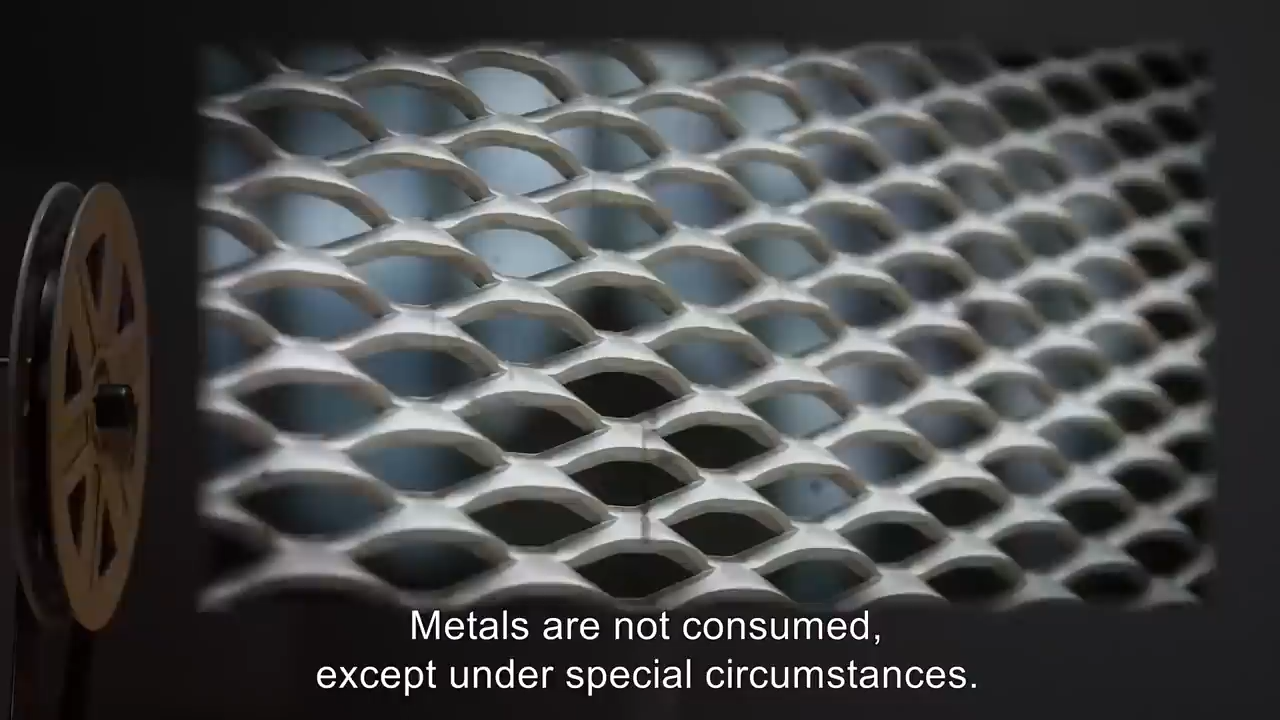 Metals are not consumed,
except under special circumstances.